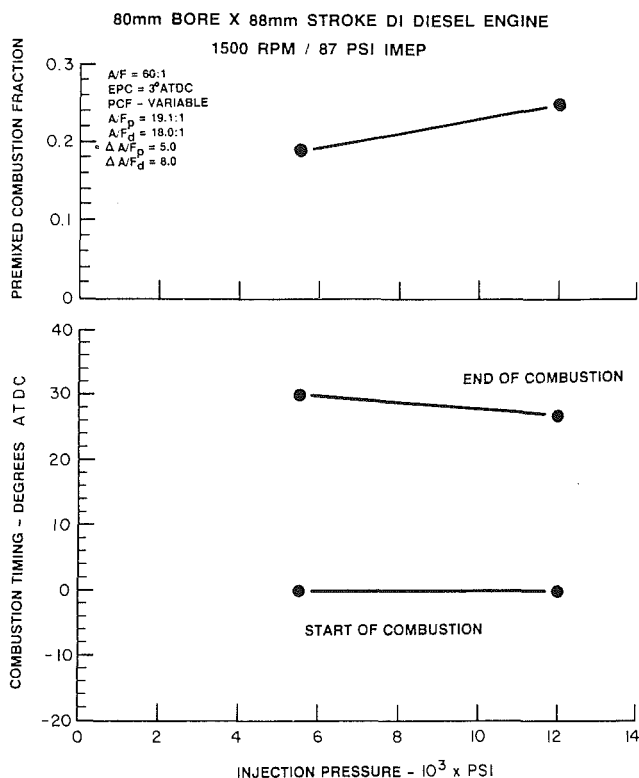 80mm BORE X 88mm STROKE DI DIESEL ENGINE
1500 RPM / 87 PSI IMEP
PREMIXED COMBUSTION FRACTION
0.3
0.2
0.1
0
A/F = 60:1
EPC = 3°ATDC
PCF - VARIABLE
A/Fp = 19.1:1
A/Fd = 18.0:1
Δ A/Fp = 5.0
Δ A/Fd = 8.0
COMBUSTION TIMING - DEGREES ATDC
40
30
20
10
0
-10
-20
END OF COMBUSTION
START OF COMBUSTION
0 2 4 6 8 10 12 14
INJECTION PRESSURE - 10³ x PSI